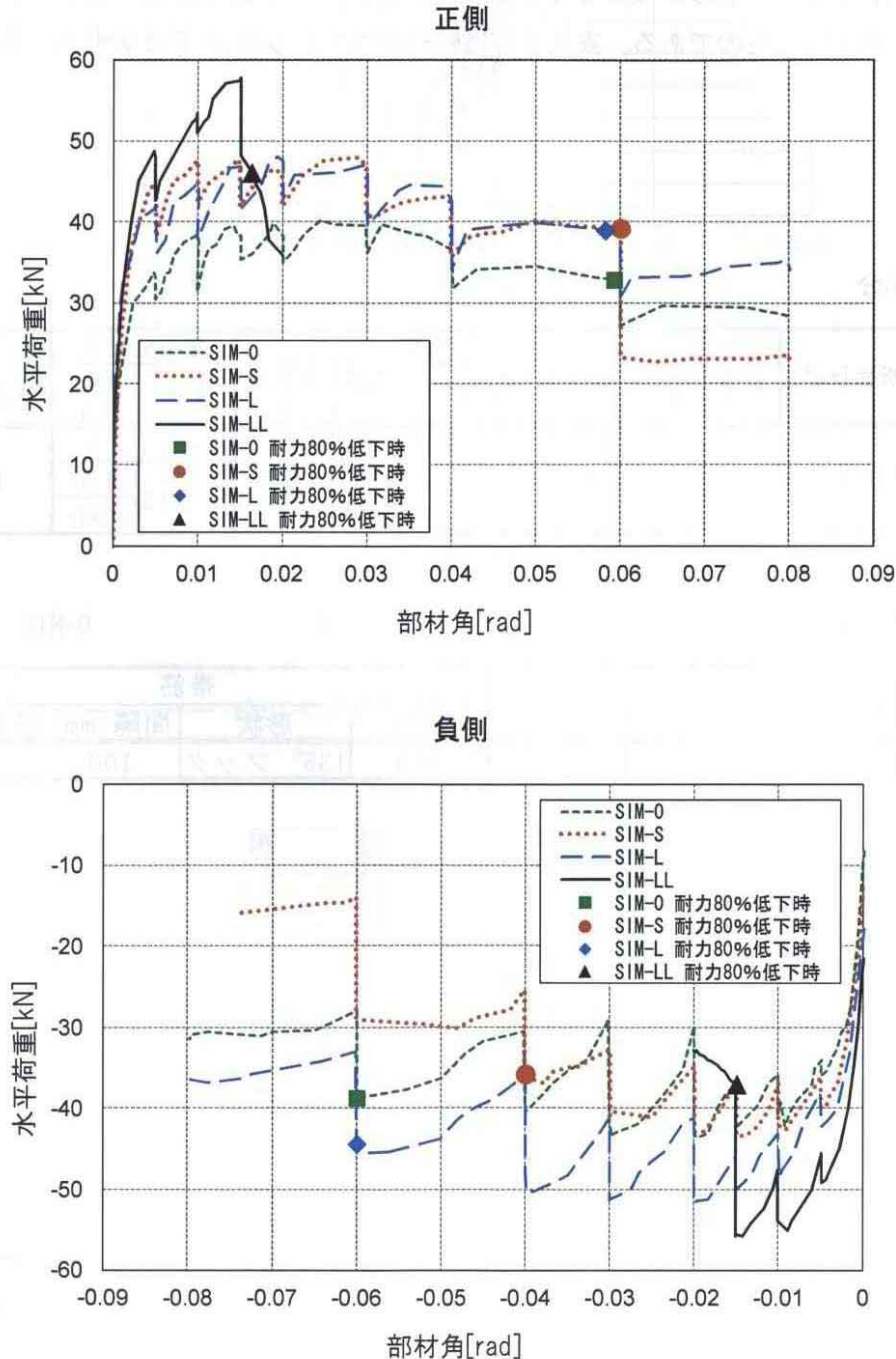 正側
水平荷重[kN]
60
50
40
30
20
10
0
SIM-O
SIM-S
SIM-L
SIM-LL
SIM-O 耐力80%低下時
SIM-S 耐力80%低下時
SIM-L 耐力80%低下時
SIM-LL 耐力80%低下時
0 0.01 0.02 0.03 0.04 0.05 0.06 0.07 0.08 0.09
部材角[rad]
負側
水平荷重[kN]
0
-10
-20
-30
-40
-50
-60
SIM-O
SIM-S
SIM-L
SIM-LL
SIM-O 耐力80%低下時
SIM-S 耐力80%低下時
SIM-L 耐力80%低下時
SIM-LL 耐力80%低下時
-0.09 -0.08 -0.07 -0.06 -0.05 -0.04 -0.03 -0.02 -0.01 0
部材角[rad]